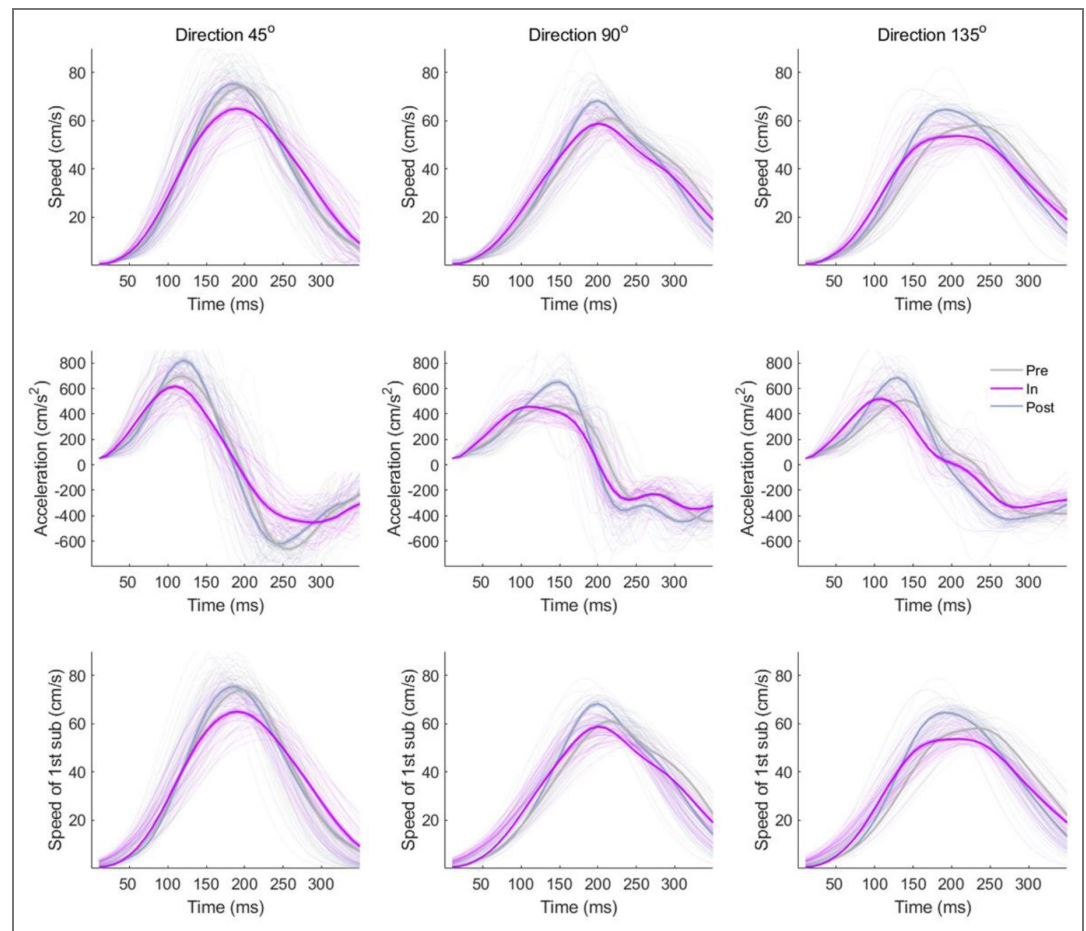 Direction 45°
Direction 90°
Direction 135°
80
60
40
20
Speed (cm/s)
50 100 150 200 250 300
Time (ms)
80
60
40
20
Speed (cm/s)
50 100 150 200 250 300
Time (ms)
80
60
40
20
Speed (cm/s)
50 100 150 200 250 300
Time (ms)
800
600
400
200
0
-200
-400
-600
Acceleration (cm/s²)
50 100 150 200 250 300
Time (ms)
800
600
400
200
0
-200
-400
-600
Acceleration (cm/s²)
50 100 150 200 250 300
Time (ms)
800
600
400
200
0
-200
-400
-600
Acceleration (cm/s²)
Pre
In
Post
50 100 150 200 250 300
Time (ms)
80
60
40
20
Speed of 1st sub (cm/s)
50 100 150 200 250 300
Time (ms)
80
60
40
20
Speed of 1st sub (cm/s)
50 100 150 200 250 300
Time (ms)
80
60
40
20
Speed of 1st sub (cm/s)
50 100 150 200 250 300
Time (ms)